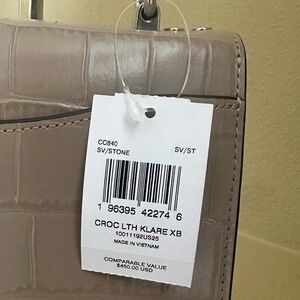 CC840
SV/STONE SV/ST
1 96395 42274 6
CROC LTH KLARE XB
10011192US25
MADE IN VIETNAM
COMPARABLE VALUE
$450.00 USD